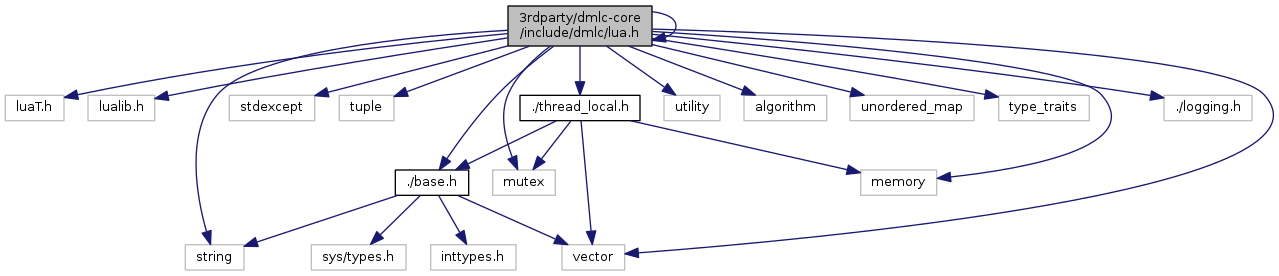 3rdparty/dmlc-core
/include/dmlc/lua.h
luaT.h
lualib.h
stdexcept
tuple
./thread_local.h
utility
algorithm
unordered_map
type_traits
./logging.h
./base.h
mutex
memory
string
sys/types.h
inttypes.h
vector